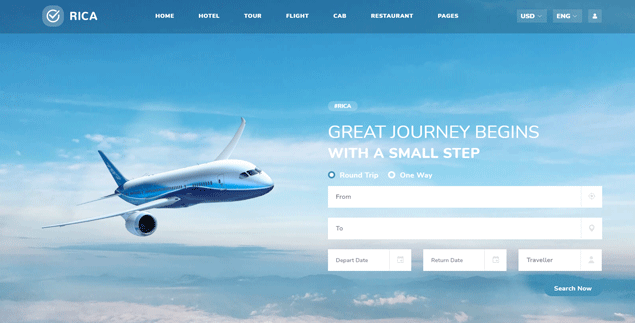 RICA
HOME HOTEL TOUR FLIGHT CAB RESTAURANT PAGES
USD ENG
#RICA
GREAT JOURNEY BEGINS
WITH A SMALL STEP
Round Trip One Way
From
To
Depart Date Return Date Traveller
Search Now